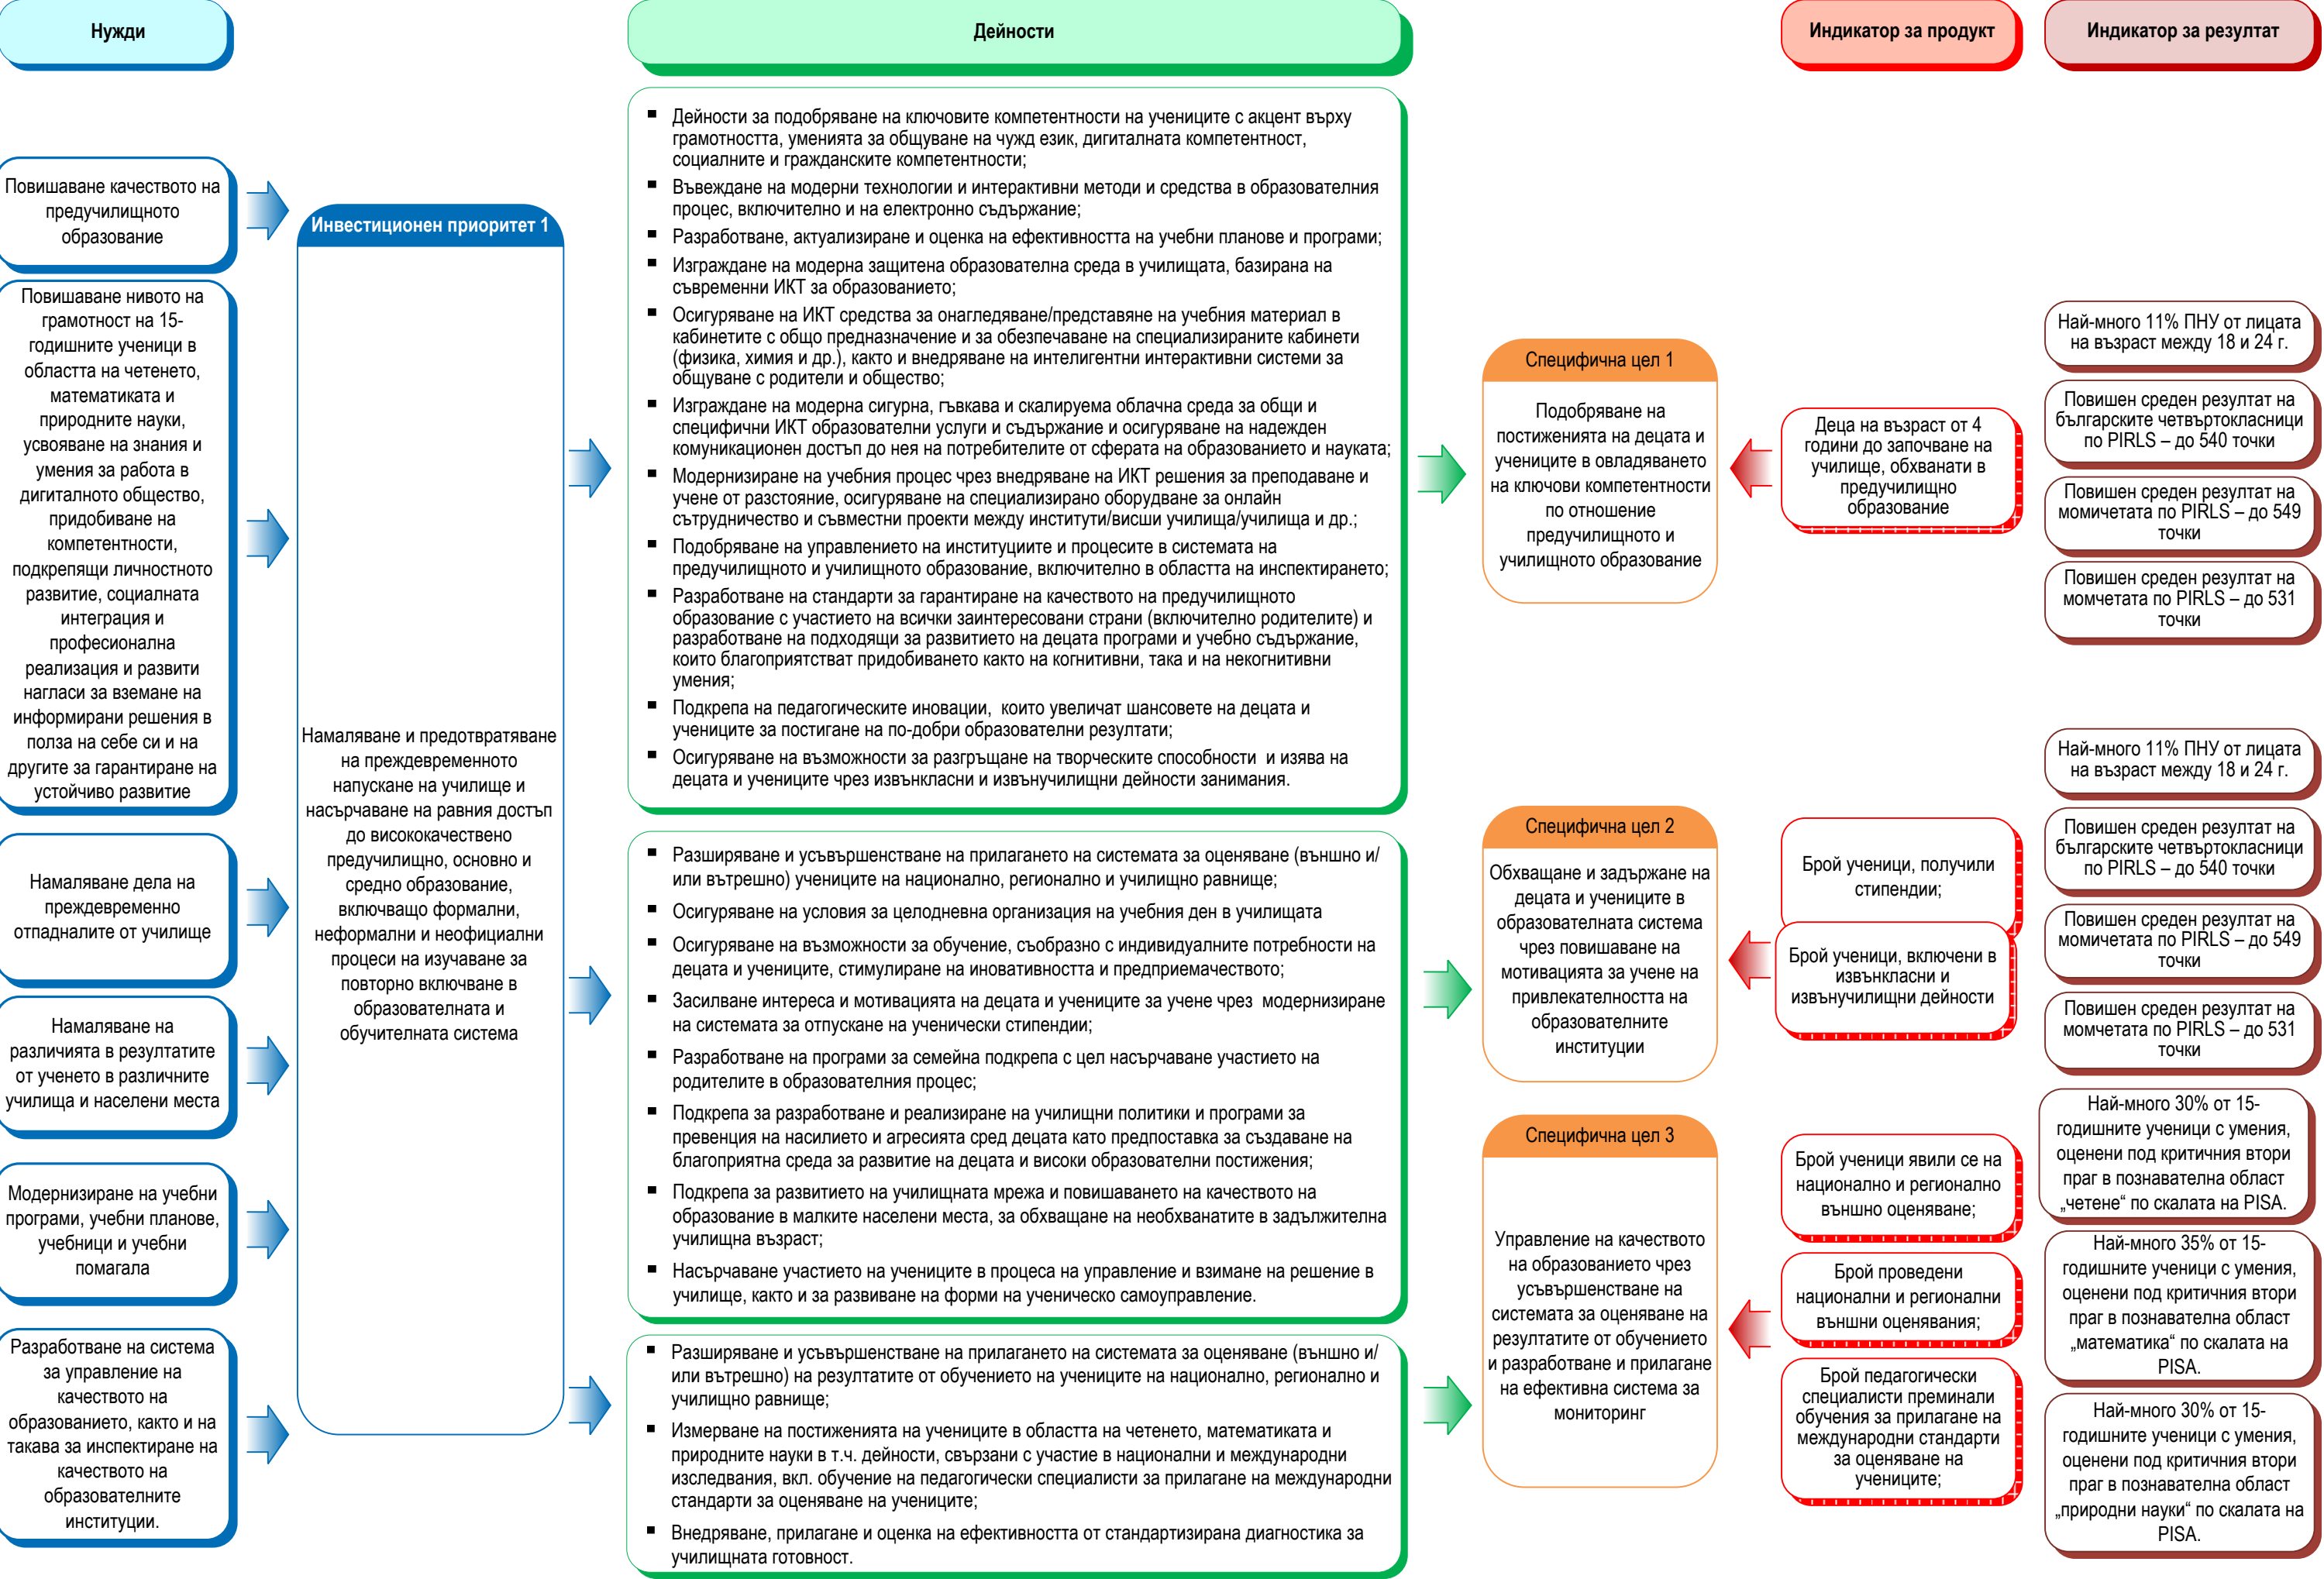 Нужди
Дейности
Индикатор за продукт
Индикатор за резултат
Повишаване качеството на
предучилищното
образование
Повишаване нивото на
грамотност на 15-
годишните ученици в
областта на четенето,
математиката и
природните науки,
усвояване на знания и
умения за работа в
дигиталното общество,
придобиване на
компетентности,
подкрепящи личностното
развитие, социалната
интеграция и
професионална
реализация и развити
нагласи за вземане на
информирани решения в
полза на себе си и на
другите за гарантиране на
устойчиво развитие
Намаляване дела на
преждевременно
отпадналите от училище
Намаляване на
различията в резултатите
от ученето в различните
училища и населени места
Модернизиране на учебни
програми, учебни планове,
учебници и учебни
помагала
Разработване на система
за управление на
качеството на
образованието, както и на
такава за инспектиране на
качеството на
образователните
институции.
Инвестиционен приоритет 1
Намаляване и предотвратяване
на преждевременното
напускане на училище и
насърчаване на равния достъп
до висококачествено
предучилищно, основно и
средно образование,
включващо формални,
неформални и неофициални
процеси на изучаване за
повторно включване в
образователната и
обучителната система
▪ Дейности за подобряване на ключовите компетентности на учениците с акцент върху
грамотността, уменията за общуване на чужд език, дигиталната компетентност,
социалните и гражданските компетентности;
▪ Въвеждане на модерни технологии и интерактивни методи и средства в образователния
процес, включително и на електронно съдържание;
▪ Разработване, актуализиране и оценка на ефективността на учебни планове и програми;
▪ Изграждане на модерна защитена образователна среда в училищата, базирана на
съвременни ИКТ за образованието;
▪ Осигуряване на ИКТ средства за онагледяване/представяне на учебния материал в
кабинетите с общо предназначение и за обезпечаване на специализираните кабинети
(физика, химия и др.), както и внедряване на интелигентни интерактивни системи за
общуване с родители и общество;
▪ Изграждане на модерна сигурна, гъвкава и скалируема облачна среда за общи и
специфични ИКТ образователни услуги и съдържание и осигуряване на надежден
комуникационен достъп до нея на потребителите от сферата на образованието и науката;
▪ Модернизиране на учебния процес чрез внедряване на ИКТ решения за преподаване и
учене от разстояние, осигуряване на специализирано оборудване за онлайн
сътрудничество и съвместни проекти между институти/висши училища/училища и др.;
▪ Подобряване на управлението на институциите и процесите в системата на
предучилищното и училищното образование, включително в областта на инспектирането;
▪ Разработване на стандарти за гарантиране на качеството на предучилищното
образование с участието на всички заинтересовани страни (включително родителите) и
разработване на подходящи за развитието на децата програми и учебно съдържание,
които благоприятстват придобиването както на когнитивни, така и на некогнитивни
умения;
▪ Подкрепа на педагогическите иновации, които увеличат шансовете на децата и
учениците за постигане на по-добри образователни резултати;
▪ Осигуряване на възможности за разгръщане на творческите способности и изява на
децата и учениците чрез извънкласни и извънучилищни дейности занимания.
▪ Разширяване и усъвършенстване на прилагането на системата за оценяване (външно и/
или вътрешно) учениците на национално, регионално и училищно равнище;
▪ Осигуряване на условия за целодневна организация на учебния ден в училищата
▪ Осигуряване на възможности за обучение, съобразно с индивидуалните потребности на
децата и учениците, стимулиране на иновативността и предприемачеството;
▪ Засилване интереса и мотивацията на децата и учениците за учене чрез модернизиране
на системата за отпускане на ученически стипендии;
▪ Разработване на програми за семейна подкрепа с цел насърчаване участието на
родителите в образователния процес;
▪ Подкрепа за разработване и реализиране на училищни политики и програми за
превенция на насилието и агресията сред децата като предпоставка за създаване на
благоприятна среда за развитие на децата и високи образователни постижения;
▪ Подкрепа за развитието на училищната мрежа и повишаването на качеството на
образование в малките населени места, за обхващане на необхванатите в задължителна
училищна възраст;
▪ Насърчаване участието на учениците в процеса на управление и взимане на решение в
училище, както и за развиване на форми на ученическо самоуправление.
▪ Разширяване и усъвършенстване на прилагането на системата за оценяване (външно и/
или вътрешно) на резултатите от обучението на учениците на национално, регионално и
училищно равнище;
▪ Измерване на постиженията на учениците в областта на четенето, математиката и
природните науки в т.ч. дейности, свързани с участие в национални и международни
изследвания, вкл. обучение на педагогически специалисти за прилагане на международни
стандарти за оценяване на учениците;
▪ Внедряване, прилагане и оценка на ефективността от стандартизирана диагностика за
училищната готовност.
Специфична цел 1
Подобряване на
постиженията на децата и
учениците в овладяването
на ключови компетентности
по отношение
предучилищното и
училищното образование
Специфична цел 2
Обхващане и задържане на
децата и учениците в
образователната система
чрез повишаване на
мотивацията за учене на
привлекателността на
образователните
институции
Специфична цел 3
Управление на качеството
на образованието чрез
усъвършенстване на
системата за оценяване на
резултатите от обучението
и разработване и прилагане
на ефективна система за
мониторинг
Деца на възраст от 4
години до започване на
училище, обхванати в
предучилищно
образование
Брой ученици, получили
стипендии;
Брой ученици, включени в
извънкласни и
извънучилищни дейности
Брой ученици явили се на
национално и регионално
външно оценяване;
Брой проведени
национални и регионални
външни оценявания;
Брой педагогически
специалисти преминали
обучения за прилагане на
международни стандарти
за оценяване на
учениците;
Най-много 11% ПНУ от лицата
на възраст между 18 и 24 г.
Повишен среден резултат на
българските четвъртокласници
по PIRLS – до 540 точки
Повишен среден резултат на
момичетата по PIRLS – до 549
точки
Повишен среден резултат на
момчетата по PIRLS – до 531
точки
Най-много 11% ПНУ от лицата
на възраст между 18 и 24 г.
Повишен среден резултат на
българските четвъртокласници
по PIRLS – до 540 точки
Повишен среден резултат на
момичетата по PIRLS – до 549
точки
Повишен среден резултат на
момчетата по PIRLS – до 531
точки
Най-много 30% от 15-
годишните ученици с умения,
оценени под критичния втори
праг в познавателна област
„четене“ по скалата на PISA.
Най-много 35% от 15-
годишните ученици с умения,
оценени под критичния втори
праг в познавателна област
„математика“ по скалата на
PISA.
Най-много 30% от 15-
годишните ученици с умения,
оценени под критичния втори
праг в познавателна област
„природни науки“ по скалата на
PISA.